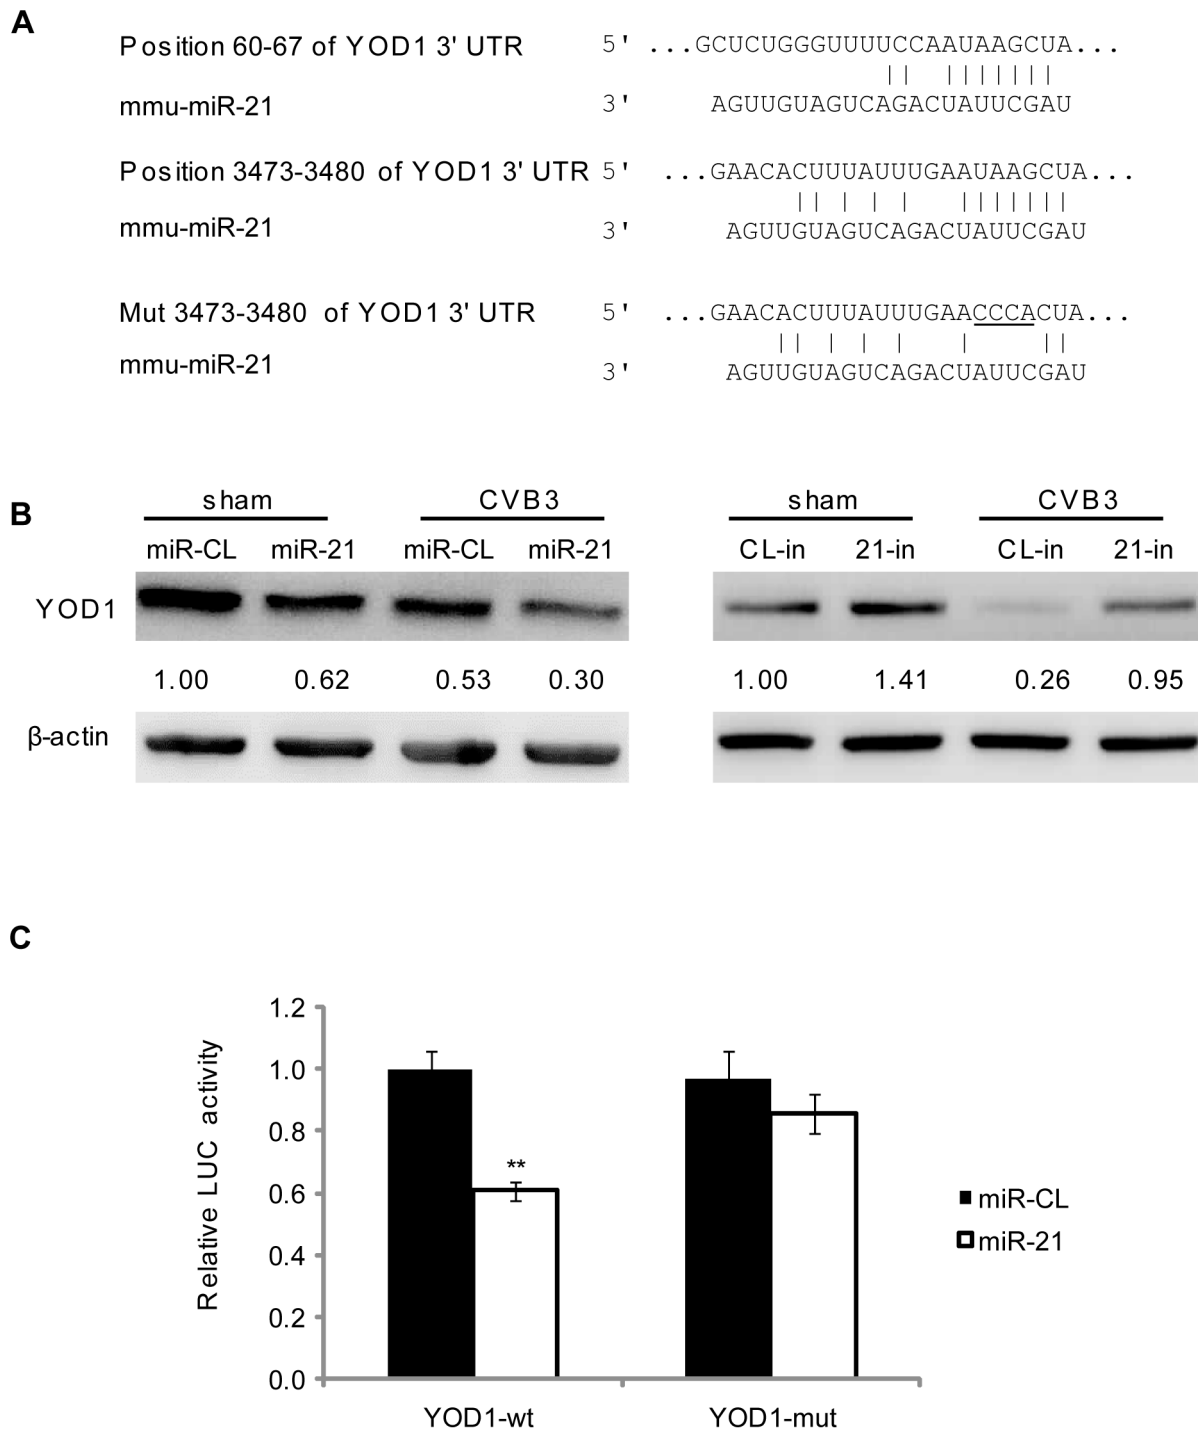 A
Position 60-67 of YOD1 3' UTR 5' ...GCUCUGGGUUUUCCAAUAAGCUA...
mmu-miR-21 3' AGUUGUAGUCAGACUAUUCGAU
Position 3473-3480 of YOD1 3' UTR 5' ...GAACACUUUAUUUGAAUAAGCUA...
mmu-miR-21 3' AGUUGUAGUCAGACUAUUCGAU
Mut 3473-3480 of YOD1 3' UTR 5' ...GAACACUUUAUUUGAACCCACUA...
mmu-miR-21 3' AGUUGUAGUCAGACUAUUCGAU
B
sham CVB3 sham CVB3
miR-CL miR-21 miR-CL miR-21 CL-in 21-in CL-in 21-in
YOD1
1.00 0.62 0.53 0.30 1.00 1.41 0.26 0.95
β-actin
C
Relative LUC activity
1.2
1.0
0.8
0.6
0.4
0.2
0.0
**
YOD1-wt YOD1-mut
miR-CL
miR-21